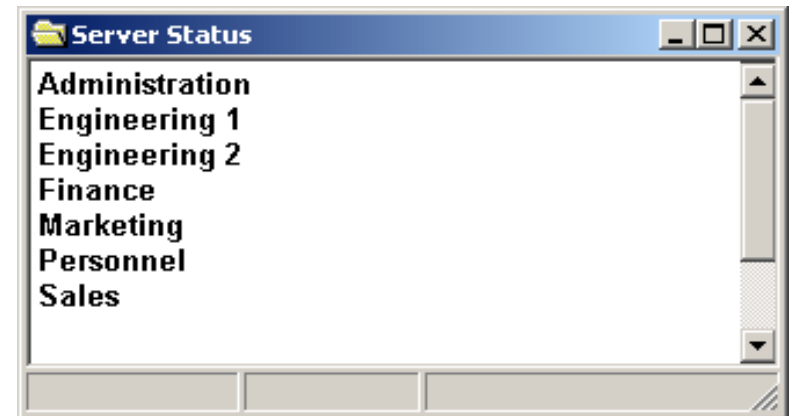 Server Status
Administration
Engineering 1
Engineering 2
Finance
Marketing
Personnel
Sales